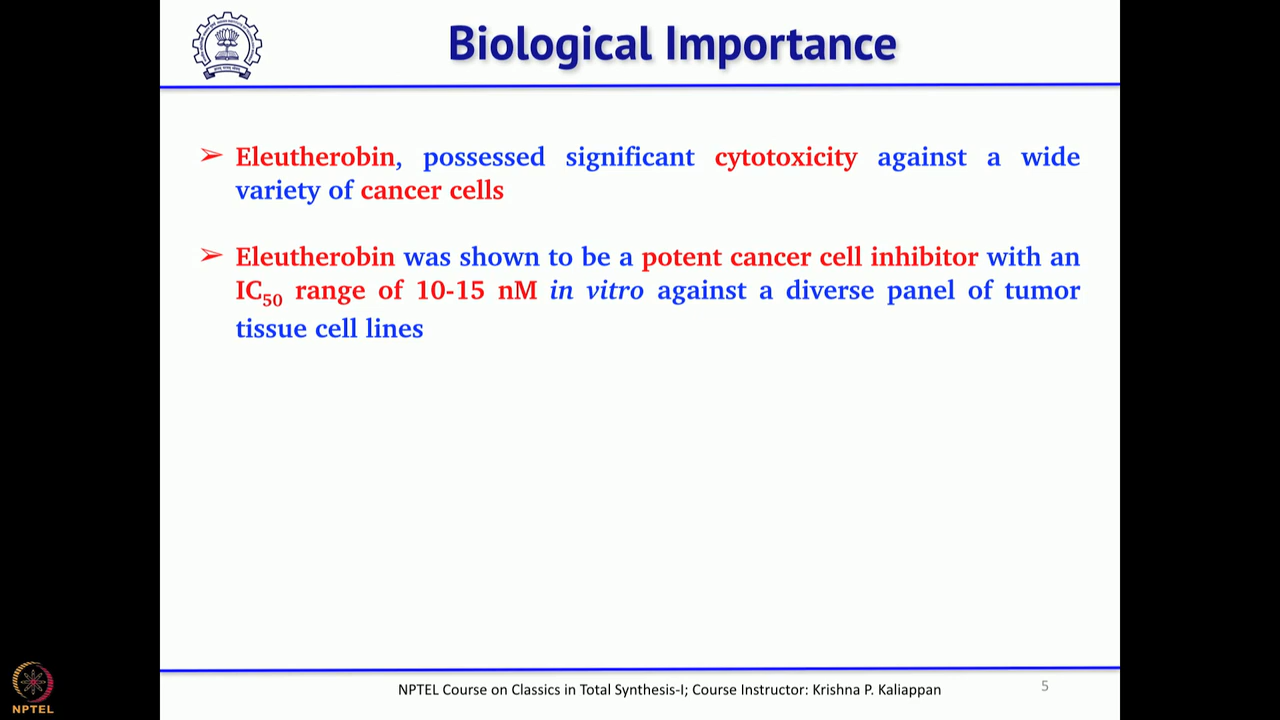 Biological Importance
➢ Eleutherobin, possessed significant cytotoxicity against a wide
variety of cancer cells
➢ Eleutherobin was shown to be a potent cancer cell inhibitor with an
IC50 range of 10-15 nM in vitro against a diverse panel of tumor
tissue cell lines
NPTEL Course on Classics in Total Synthesis-I; Course Instructor: Krishna P. Kaliappan
5
NPTEL